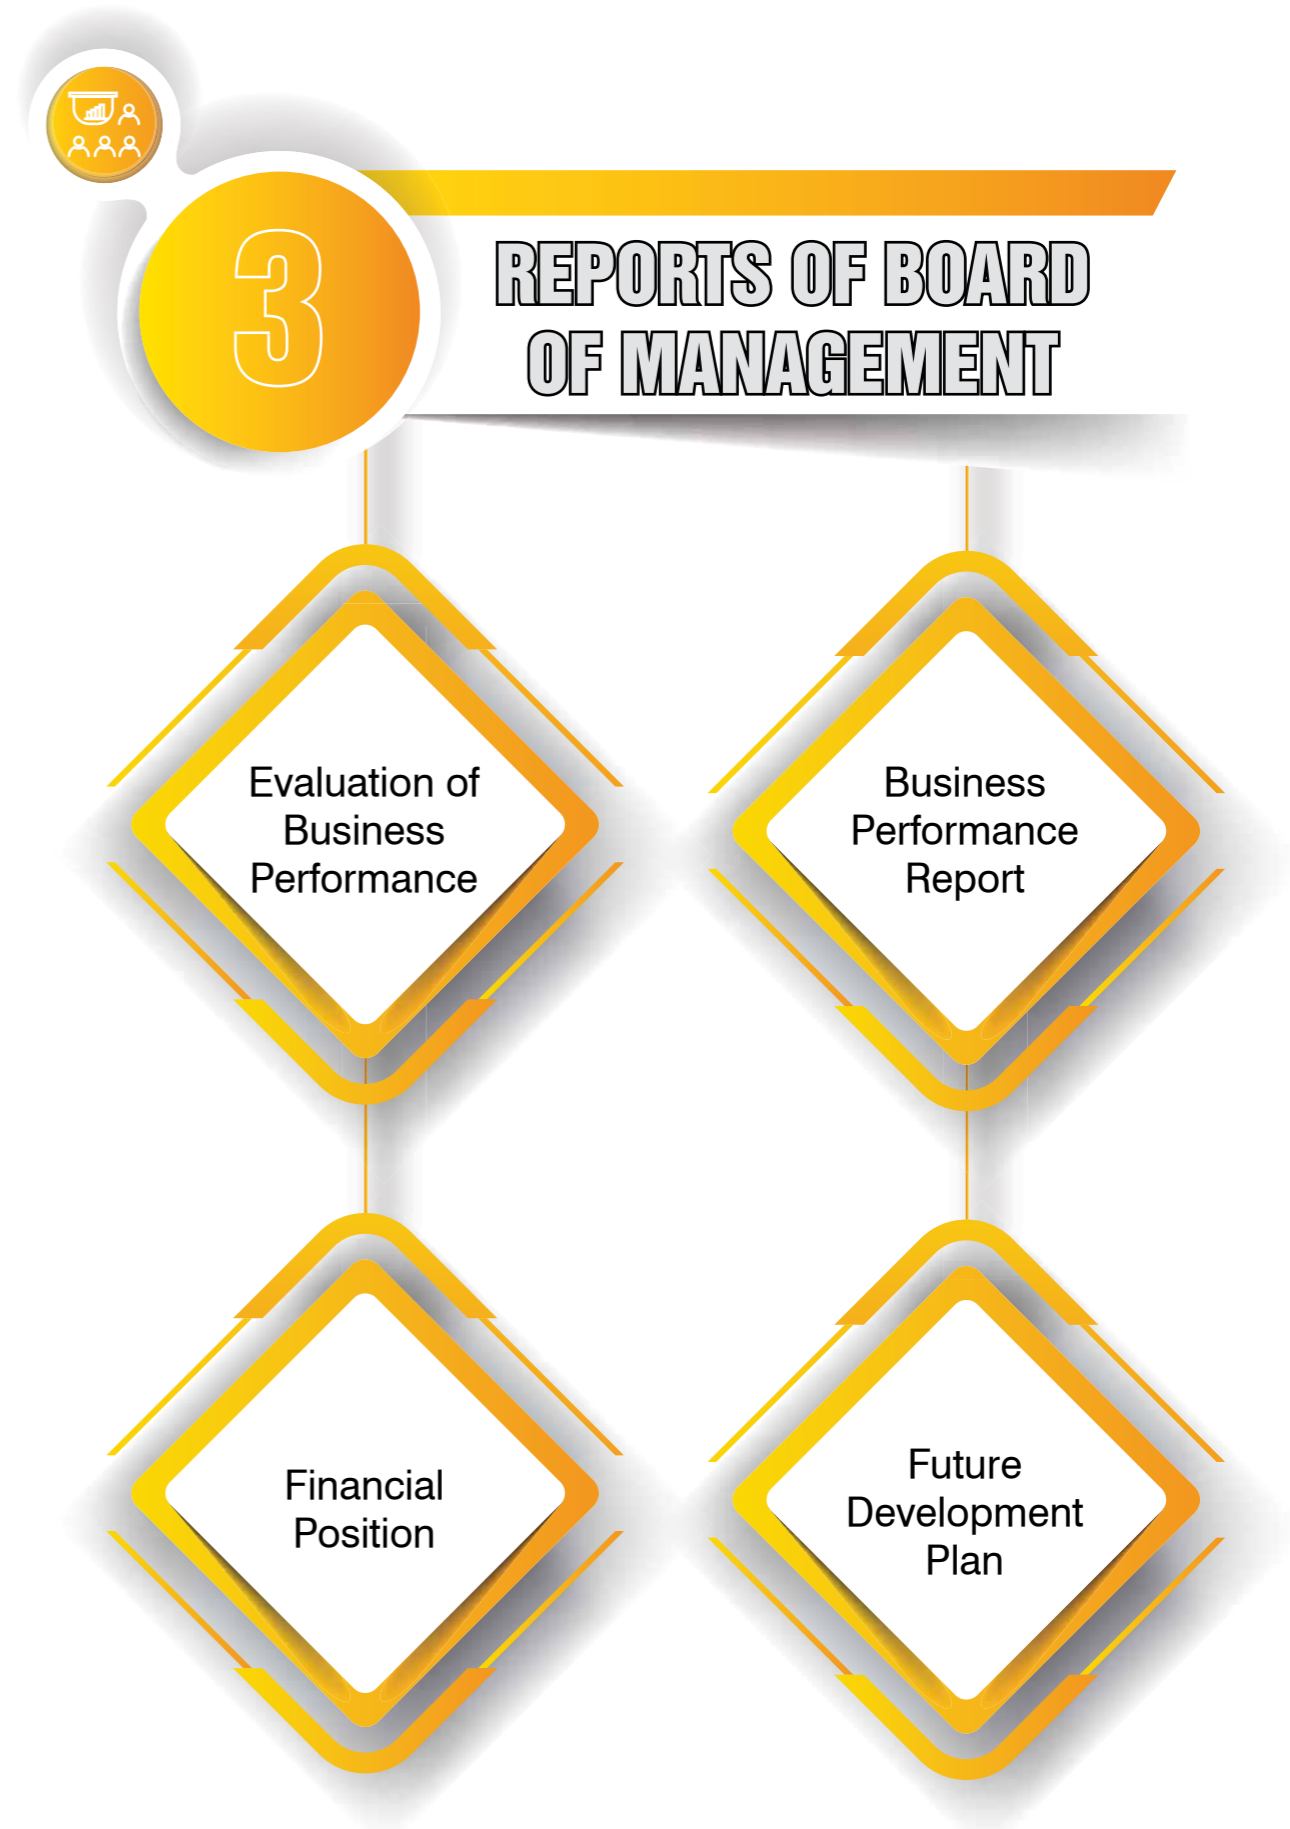 3
REPORTS OF BOARD
OF MANAGEMENT
Evaluation of
Business
Performance
Business
Performance
Report
Financial
Position
Future
Development
Plan